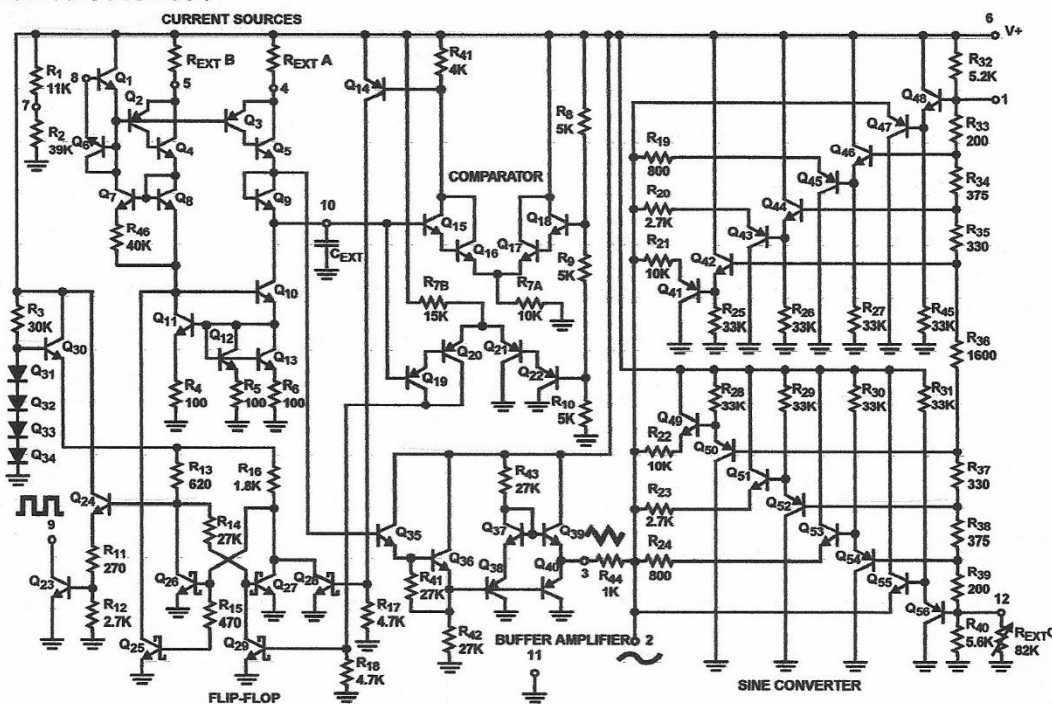 CURRENT SOURCES
6
V+
R1
11K
8
Q1
REXT B
5
REXT A
4
Q14
R41
4K
R8
5K
R32
5.2K
Q48
1
7
R2
39K
Q6
Q2
Q4
Q3
Q5
Q47
R33
200
R19
800
Q46
Q45
R34
375
COMPARATOR
Q7
Q8
Q9
10
Q15
Q16
Q17
Q18
R20
2.7K
Q44
Q43
R35
330
R46
40K
CEXT
R9
5K
R21
10K
Q42
Q41
R7B
15K
R7A
10K
R25
33K
R26
33K
R27
33K
R45
33K
R36
1600
R3
30K
Q30
Q11
Q10
Q12
Q13
Q20
Q21
Q19
Q22
R10
5K
Q31
Q32
Q33
Q34
R4
100
R5
100
R6
100
R28
33K
R29
33K
R30
33K
R31
33K
Q49
Q50
R22
10K
R13
620
R16
1.8K
R43
27K
Q51
R37
330
Q24
9
R14
27K
Q35
Q37
Q39
R23
2.7K
Q52
Q53
R38
375
R11
270
Q36
R24
800
Q54
Q55
Q23
Q26
Q27
Q28
R41
27K
Q38
Q40
3
R44
1K
R39
200
R12
2.7K
R15
470
R17
4.7K
Q56
12
Q25
Q29
R42
27K
BUFFER AMPLIFIER
2
R40
5.6K
REXT C
82K
R18
4.7K
11
FLIP-FLOP
SINE CONVERTER